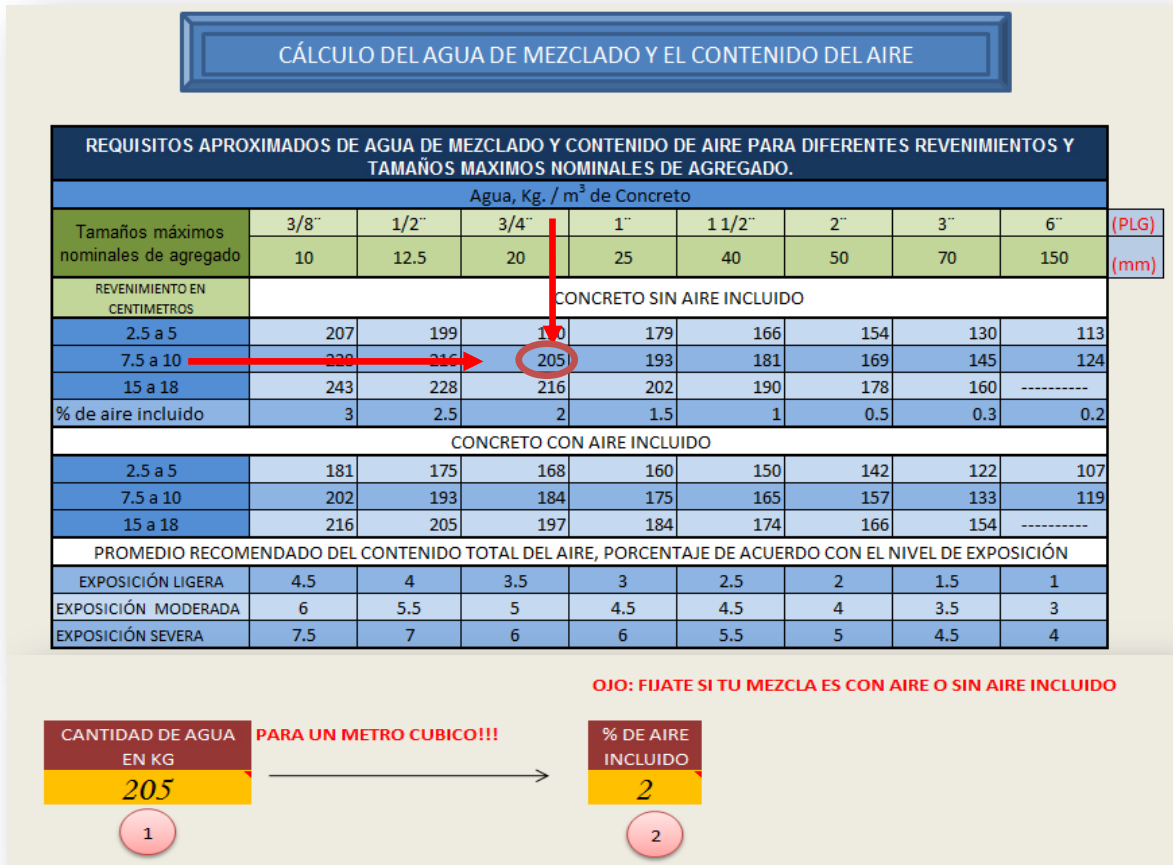 CÁLCULO DEL AGUA DE MEZCLADO Y EL CONTENIDO DEL AIRE
REQUISITOS APROXIMADOS DE AGUA DE MEZCLADO Y CONTENIDO DE AIRE PARA DIFERENTES REVENIMIENTOS Y
TAMAÑOS MAXIMOS NOMINALES DE AGREGADO.
Agua, Kg. / m³ de Concreto
Tamaños máximos nominales de agregado 3/8¨ 1/2¨ 3/4¨ 1¨ 1 1/2¨ 2¨ 3¨ 6¨ (PLG)
10 12.5 20 25 40 50 70 150 (mm)
REVENIMIENTO EN
CENTIMETROS
CONCRETO SIN AIRE INCLUIDO
2.5 a 5 207 199 179 166 154 130 113
7.5 a 10 205 193 181 169 145 124
15 a 18 243 228 216 202 190 178 160 ----------
% de aire incluido 3 2.5 2 1.5 1 0.5 0.3 0.2
CONCRETO CON AIRE INCLUIDO
2.5 a 5 181 175 168 160 150 142 122 107
7.5 a 10 202 193 184 175 165 157 133 119
15 a 18 216 205 197 184 174 166 154 ----------
PROMEDIO RECOMENDADO DEL CONTENIDO TOTAL DEL AIRE, PORCENTAJE DE ACUERDO CON EL NIVEL DE EXPOSICIÓN
EXPOSICIÓN LIGERA 4.5 4 3.5 3 2.5 2 1.5 1
EXPOSICIÓN MODERADA 6 5.5 5 4.5 4.5 4 3.5 3
EXPOSICIÓN SEVERA 7.5 7 6 6 5.5 5 4.5 4
OJO: FIJATE SI TU MEZCLA ES CON AIRE O SIN AIRE INCLUIDO
CANTIDAD DE AGUA
EN KG
PARA UN METRO CUBICO!!!
% DE AIRE
INCLUIDO
205
2
1
2